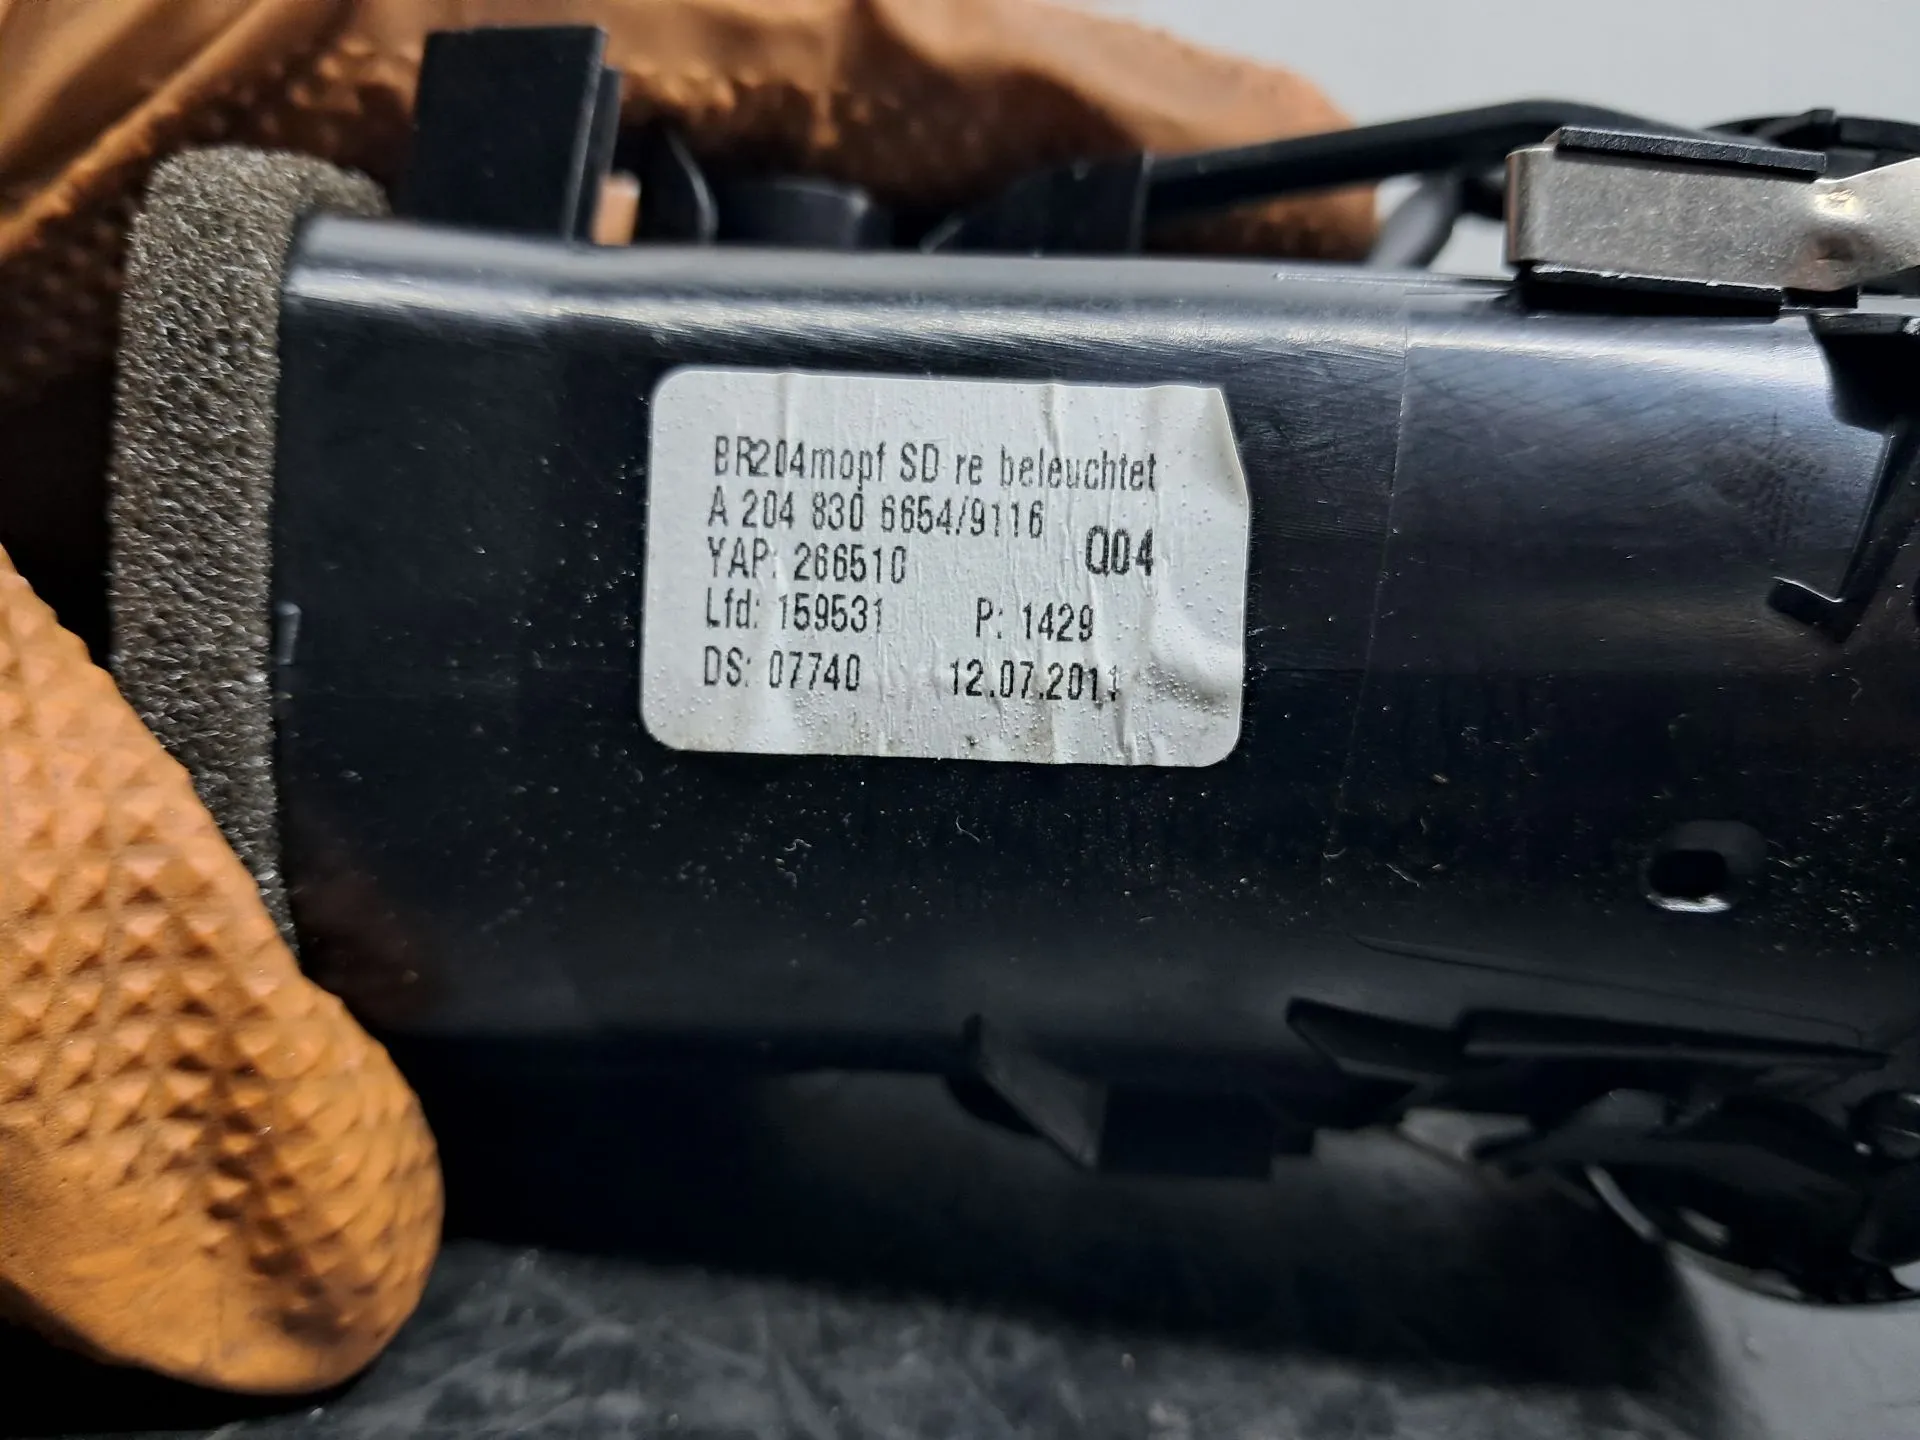 BR204mopf SD re beleuchtet
A 204 830 6654/9116
Q04
YAP: 266510
Lfd: 159531 P: 1429
DS: 07740 12.07.2011